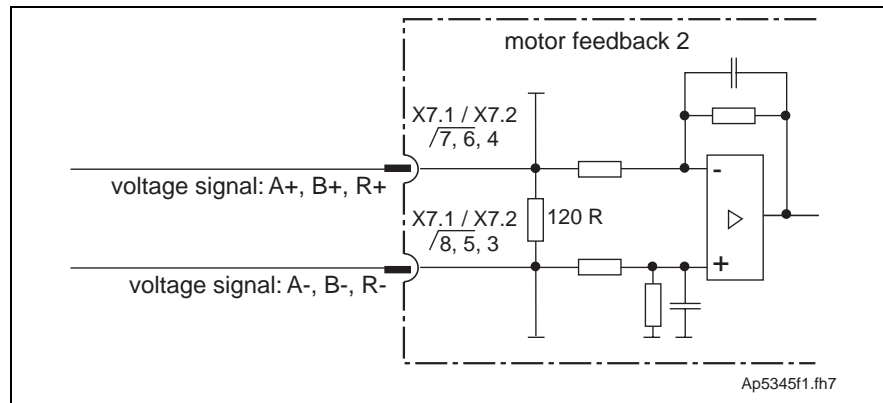 motor feedback 2
X7.1 / X7.2
/7, 6, 4
voltage signal: A+, B+, R+
X7.1 / X7.2
/8, 5, 3
120 R
voltage signal: A-, B-, R-
-
+
Ap5345f1.fh7